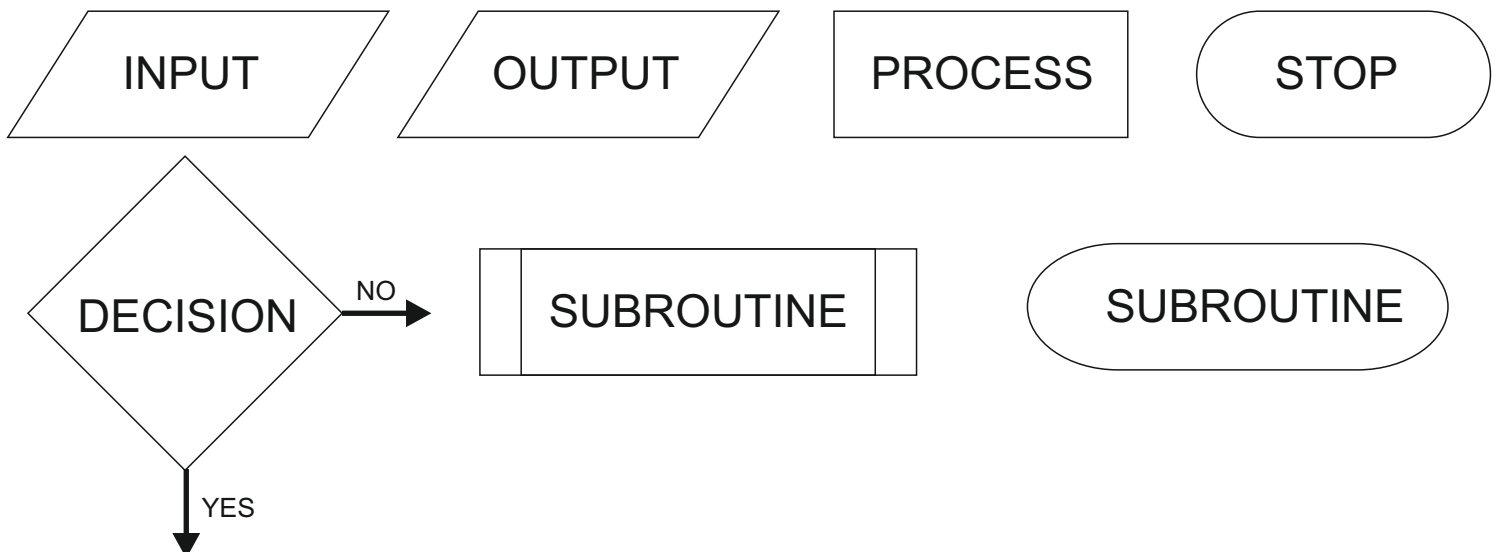 INPUT
OUTPUT
PROCESS
STOP
DECISION
NO
SUBROUTINE
SUBROUTINE
YES